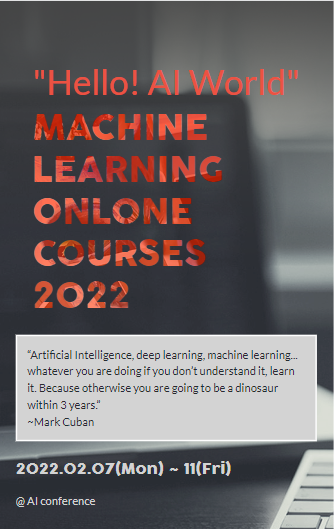 "Hello! AI World"
MACHINE
LEARNING
ONLONE
COURSES
2022
“Artificial Intelligence, deep learning, machine learning...
whatever you are doing if you don’t understand it, learn
it. Because otherwise you are going to be a dinosaur
within 3 years.”
~Mark Cuban
2022.02.07(Mon) ~ 11(Fri)
@ AI conference